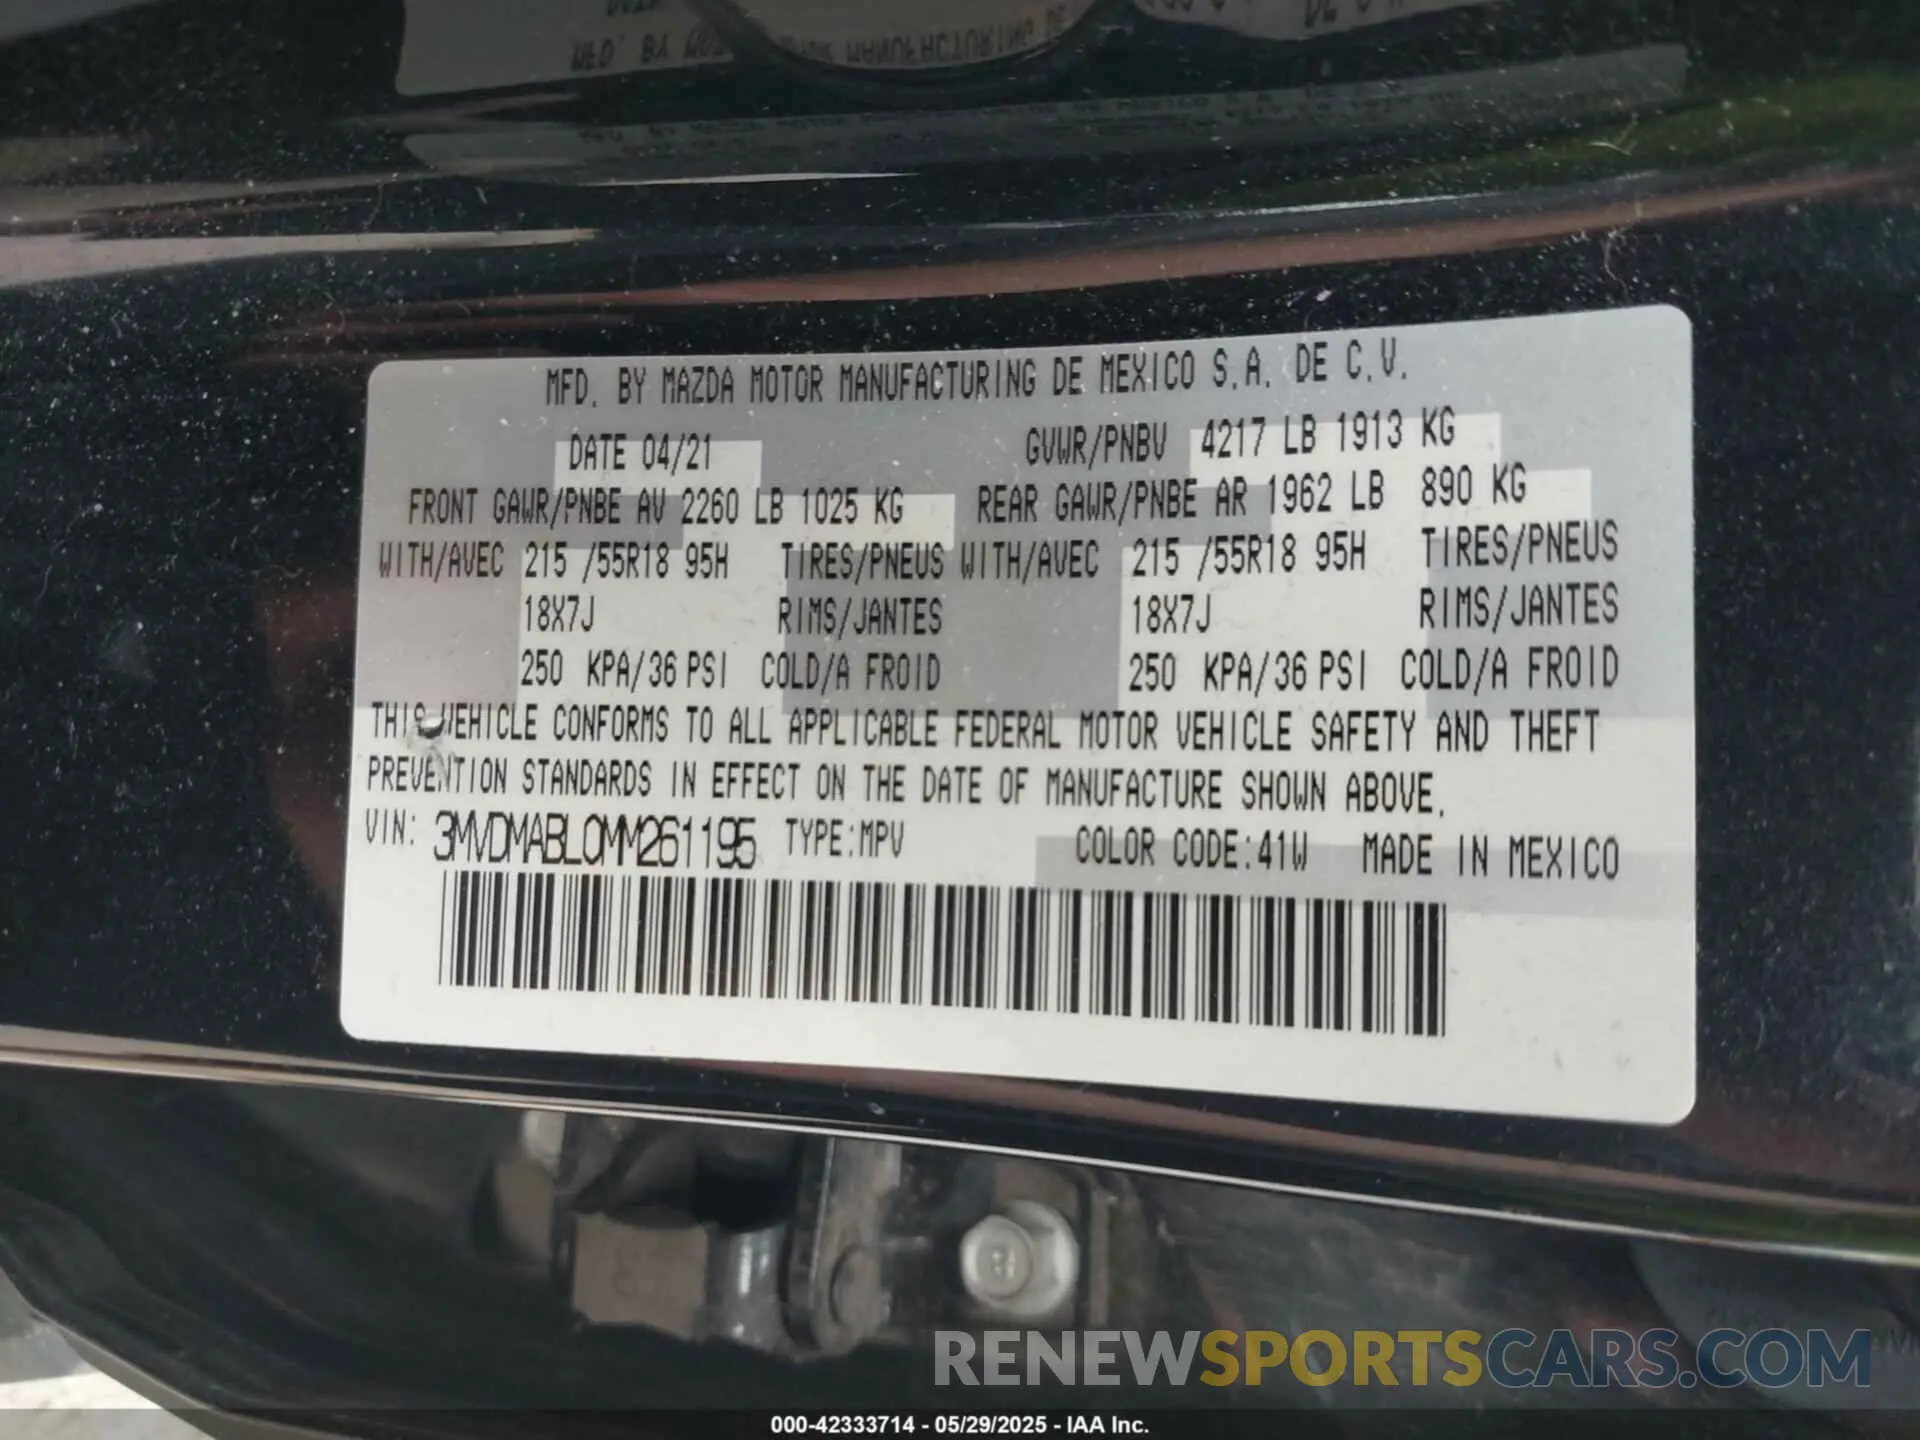 MFD. BY MAZDA MOTOR MANUFACTURING DE MEXICO S.A. DE C.V.
DATE 04/21 GVWR/PNBV 4217 LB 1913 KG
FRONT GAWR/PNBE AV 2260 LB 1025 KG REAR GAWR/PNBE AR 1962 LB 890 KG
WITH/AVEC 215 /55R18 95H TIRES/PNEUS WITH/AVEC 215 /55R18 95H TIRES/PNEUS
18X7J RIMS/JANTES 18X7J RIMS/JANTES
250 KPA/36 PSI COLD/A FROID 250 KPA/36 PSI COLD/A FROID
THIS VEHICLE CONFORMS TO ALL APPLICABLE FEDERAL MOTOR VEHICLE SAFETY AND THEFT
PREVENTION STANDARDS IN EFFECT ON THE DATE OF MANUFACTURE SHOWN ABOVE.
VIN: 3MVDMABL0MM261195 TYPE:MPV COLOR CODE:41W MADE IN MEXICO
RENEWSPORTSCARS.COM
000-42333714 - 05/29/2025 - IAA Inc.